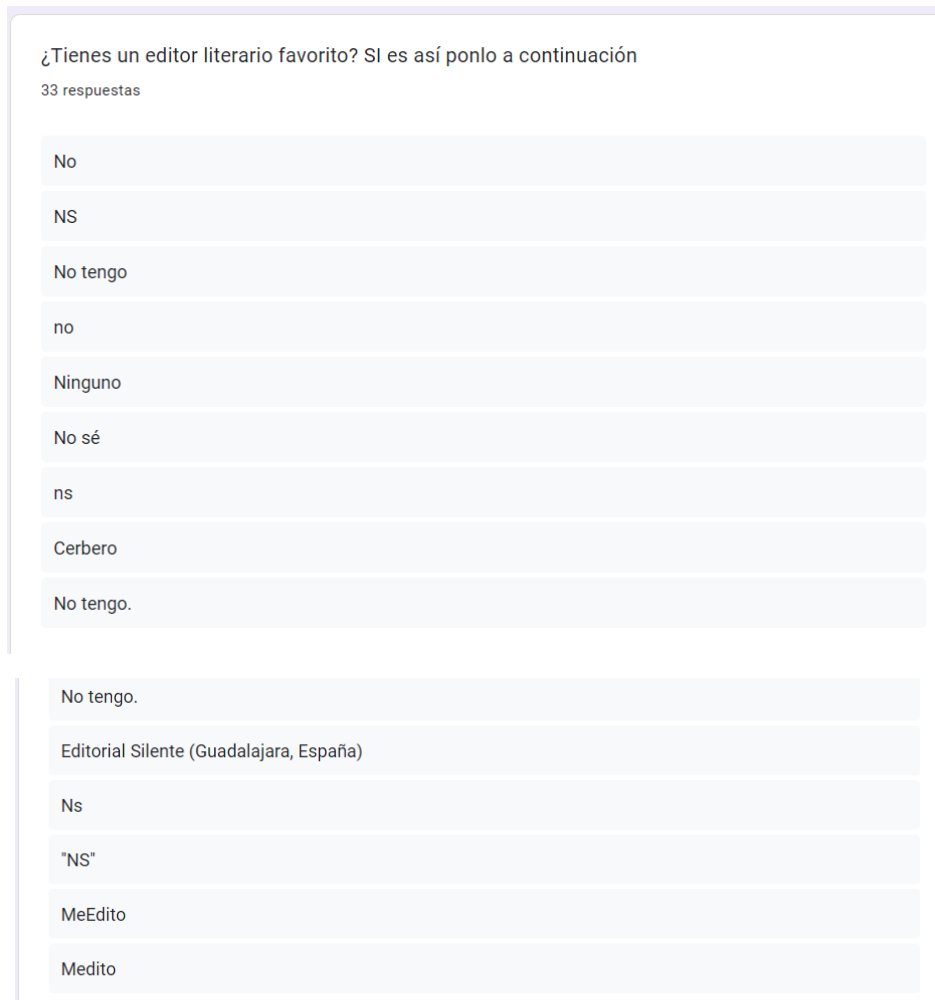 ¿Tienes un editor literario favorito? SI es así ponlo a continuación
33 respuestas
No
NS
No tengo
no
Ninguno
No sé
ns
Cerbero
No tengo.
No tengo.
Editorial Silente (Guadalajara, España)
Ns
"NS"
MeEdito
Medito